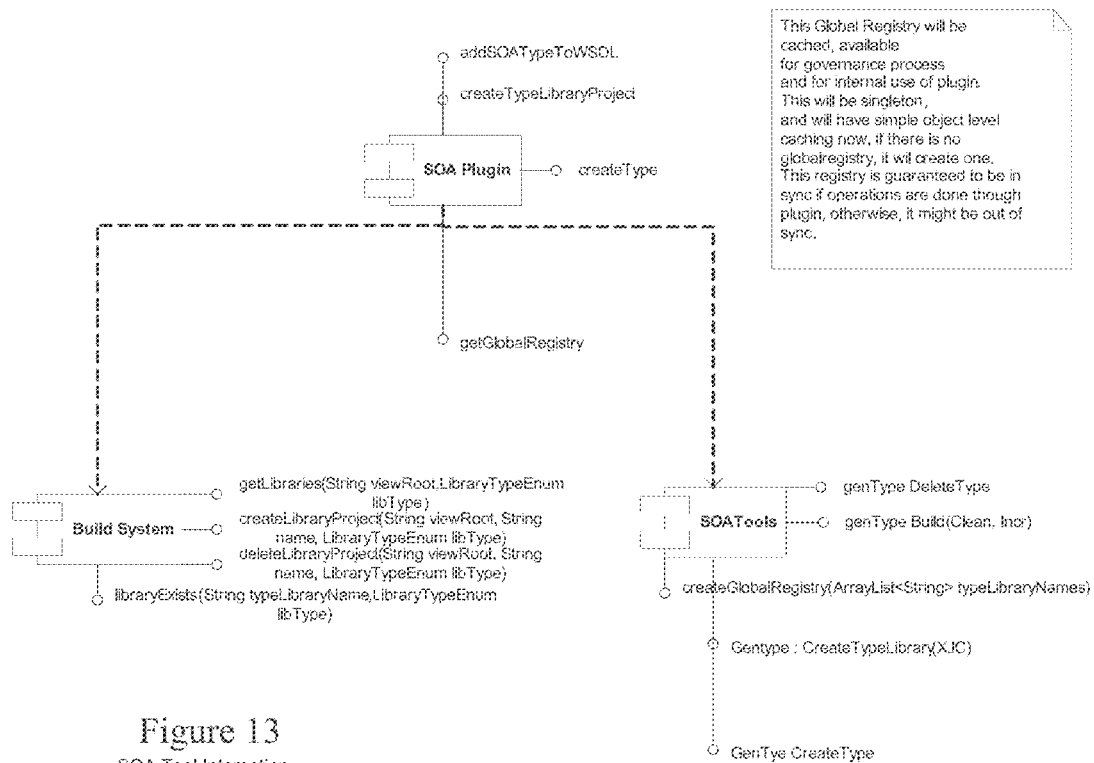 This Global Registry will be
cached, available
for governance process
and for internal use of plugin.
This will be singleton,
and will have simple object level
caching now, if there is no
globalregistry, it will create one.
This registry is guaranteed to be in
sync if operations are done though
plugin, otherwise, it might be out of
sync.
addSOATypeToWSDL
createTypeLibraryProject
SOA Plugin
createType
getGlobalRegistry
getLibraries(String viewRoot,LibraryTypeEnum
libType)
Build System
createLibraryProject(String viewRoot, String
name, LibraryTypeEnum libType)
deleteLibraryProject(String viewRoot, String
name, LibraryTypeEnum libType)
libraryExists(String typeLibraryName,LibraryTypeEnum
libType)
genType DeleteType
SOATools
genType Build(Clean, Incr)
createGlobalRegistry(ArrayList<String> typeLibraryNames)
Gentype : CreateTypeLibrary(XJC)
GenTye CreateType
Figure 13
SOA Tool